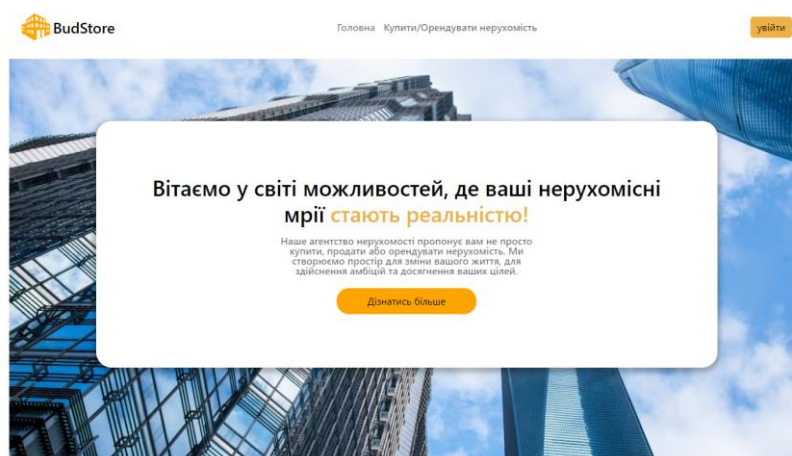 BudStore
Головна Купити/Орендувати нерухомість
увійти
Вітаємо у світі можливостей, де ваші нерухомісні
мрії стають реальністю!
Наше агентство нерухомості пропонує вам не просто
купити, продати або орендувати нерухомість. Ми
створюємо простір для зміни вашого життя, для
здійснення амбіцій та досягнення ваших цілей.
Дізнатись більше